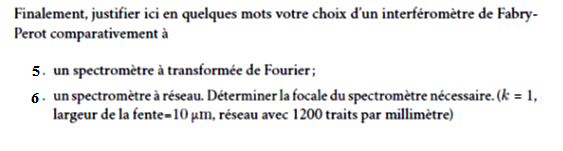 Finalement, justifier ici en quelques mots votre choix d'un interféromètre de Fabry-
Perot comparativement à
5. un spectromètre à transformée de Fourier;
6. un spectromètre à réseau. Déterminer la focale du spectromètre nécessaire. (k = 1,
largeur de la fente=10 μm, réseau avec 1200 traits par millimètre)